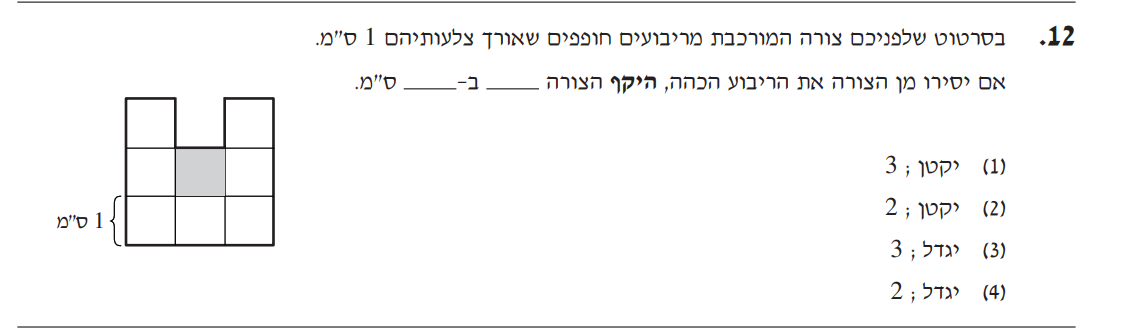 12. בסרטוט שלפניכם צורה המורכבת מריבועים חופפים שאורך צלעותיהם 1 ס"מ.
אם יסירו מן הצורה את הריבוע הכהה, היקף הצורה _____ ב-_____ ס"מ.
(1) יקטן ; 3
(2) יקטן ; 2
(3) יגדל ; 3
(4) יגדל ; 2
1 ס"מ